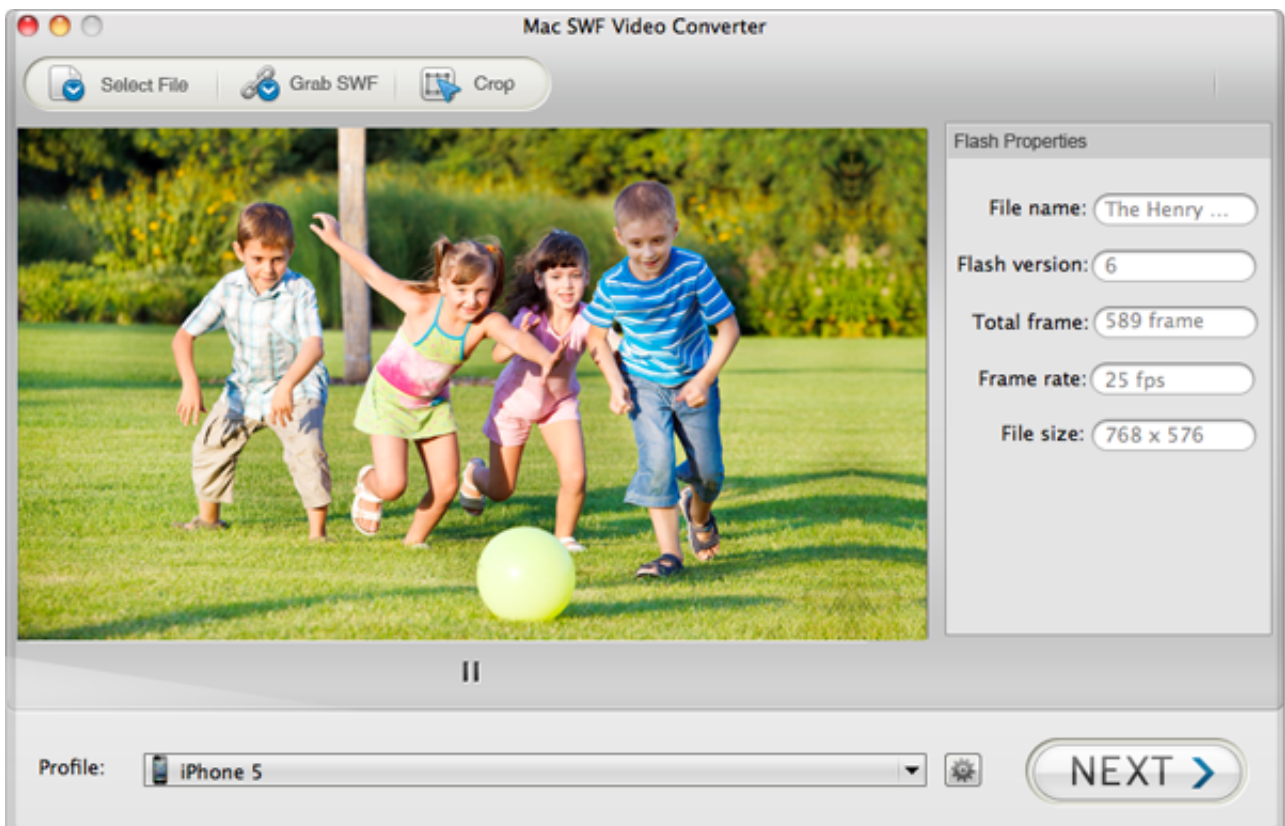 Mac SWF Video Converter
Select File Grab SWF Crop
Flash Properties
File name: The Henry ...
Flash version: 6
Total frame: 589 frame
Frame rate: 25 fps
File size: 768 x 576
Profile: iPhone 5 NEXT